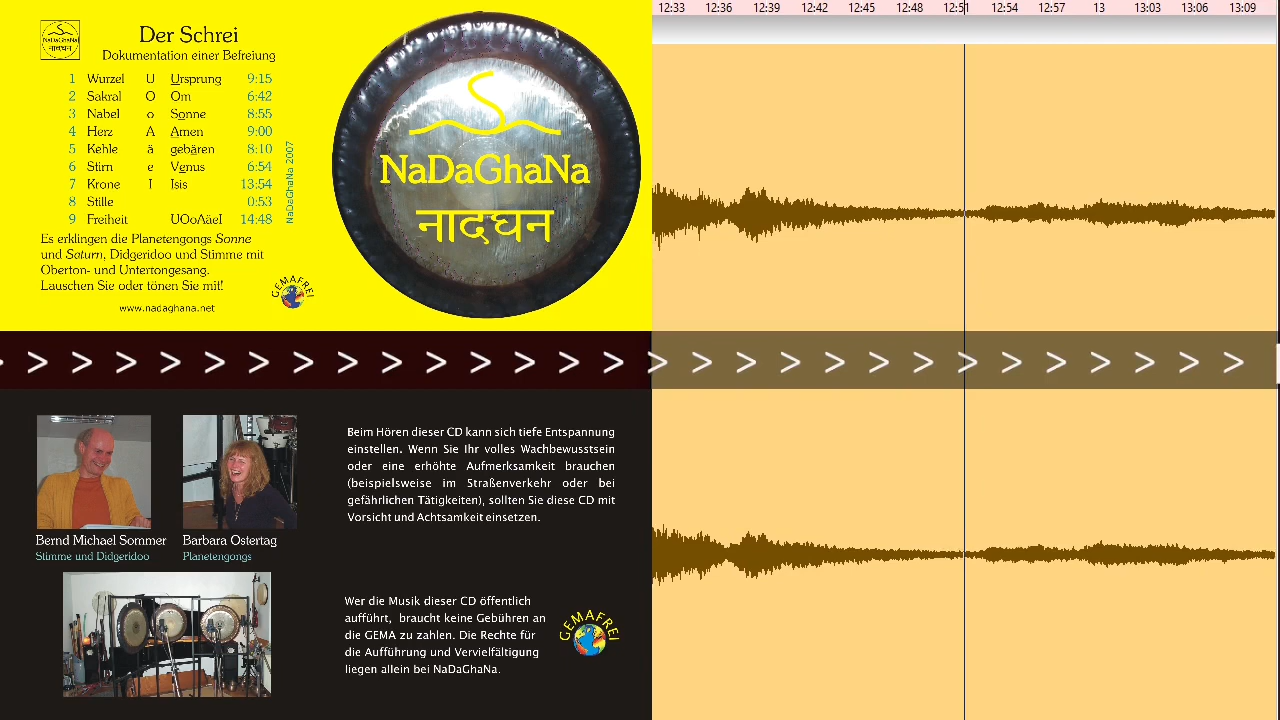 NaDaGhaNa
नादघन
Der Schrei
Dokumentation einer Befreiung
1 Wurzel U Ursprung 9:15
2 Sakral O Om 6:42
3 Nabel o Sonne 8:55
4 Herz A Amen 9:00
5 Kehle ä gebären 8:10
6 Stirn e Venus 6:54
7 Krone I Isis 13:54
8 Stille 0:53
9 Freiheit UOoAäeI 14:48
NaDaGhaNa 2007
Es erklingen die Planetengongs Sonne
und Saturn, Didgeridoo und Stimme mit
Oberton- und Untertongesang.
Lauschen Sie oder tönen Sie mit!
GEMAFREI
www.nadaghana.net
NaDaGhaNa
नादघन
12:33 12:36 12:39 12:42 12:45 12:48 12:51 12:54 12:57 13 13:03 13:06 13:09
> > > > > > > > > > > > > > > > > > > > > > > > > > > >
Bernd Michael Sommer
Stimme und Didgeridoo
Barbara Ostertag
Planetengongs
Beim Hören dieser CD kann sich tiefe Entspannung
einstellen. Wenn Sie Ihr volles Wachbewusstsein
oder eine erhöhte Aufmerksamkeit brauchen
(beispielsweise im Straßenverkehr oder bei
gefährlichen Tätigkeiten), sollten Sie diese CD mit
Vorsicht und Achtsamkeit einsetzen.
Wer die Musik dieser CD öffentlich
aufführt, braucht keine Gebühren an
die GEMA zu zahlen. Die Rechte für
die Aufführung und Vervielfältigung
liegen allein bei NaDaGhaNa.
GEMAFREI